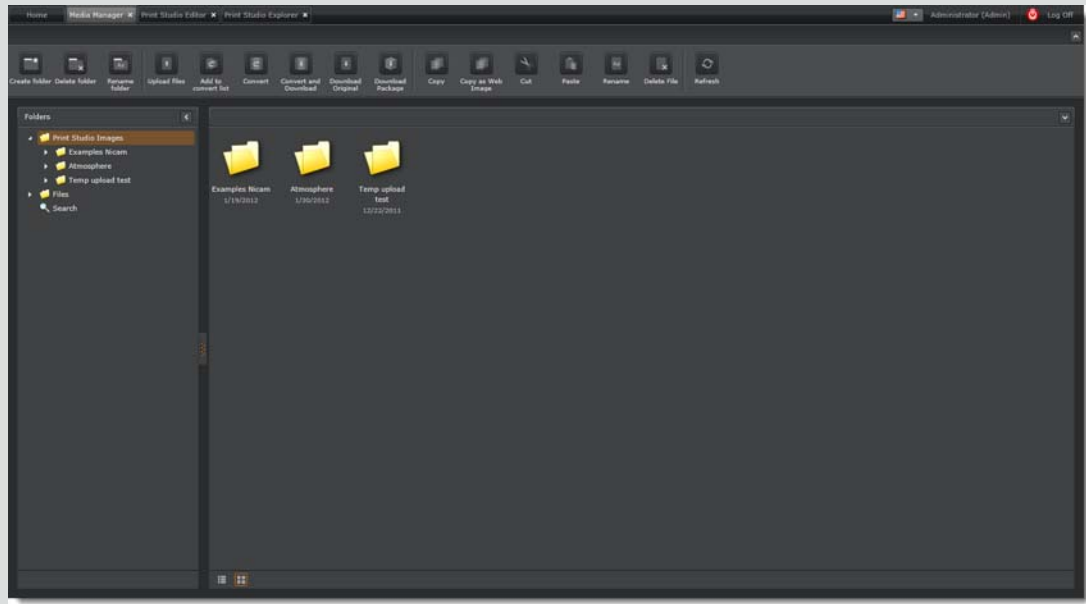 Home Media Manager Print Studio Editor Print Studio Explorer Administrator (Admin) Log Off
Create folder Delete folder Rename folder Upload files Add to convert list Convert Convert and Download Download Original Download Package Copy Copy as Web Image Cut Paste Rename Delete File Refresh
Folders
Print Studio Images
Examples Nicam
Atmosphere
Temp upload test
Files
Search
Examples Nicam Atmosphere Temp upload
test
1/19/2012 1/30/2012
12/22/2011